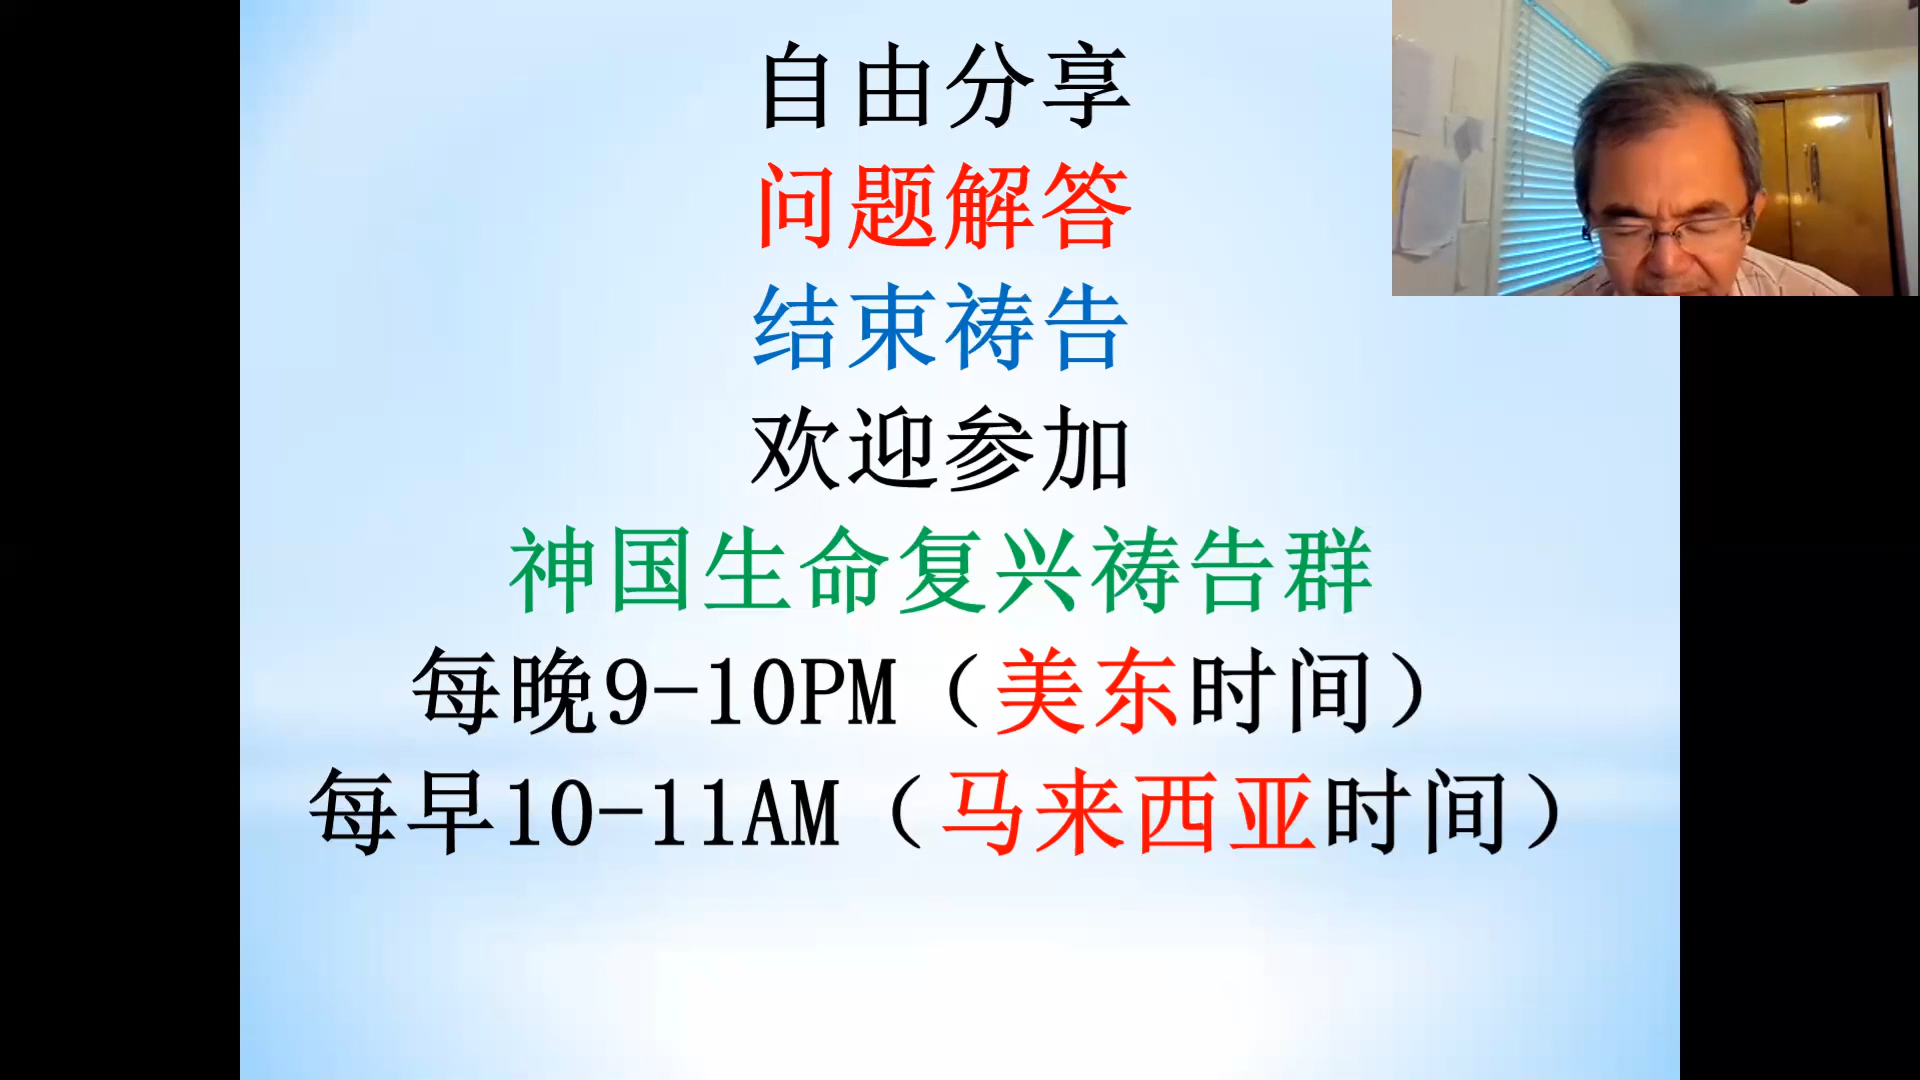 自由分享
问题解答
结束祷告
欢迎参加
神国生命复兴祷告群
每晚9-10PM（美东时间）
每早10-11AM（马来西亚时间）